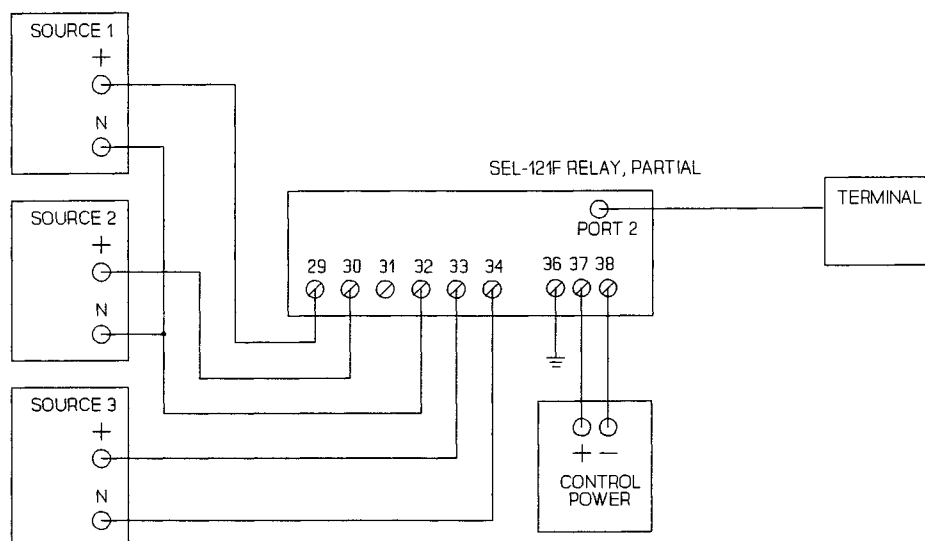 SOURCE 1
+
N
SOURCE 2
+
N
SOURCE 3
+
N
SEL-121F RELAY, PARTIAL
PORT 2
29 30 31 32 33 34 36 37 38
TERMINAL
+ −
CONTROL
POWER